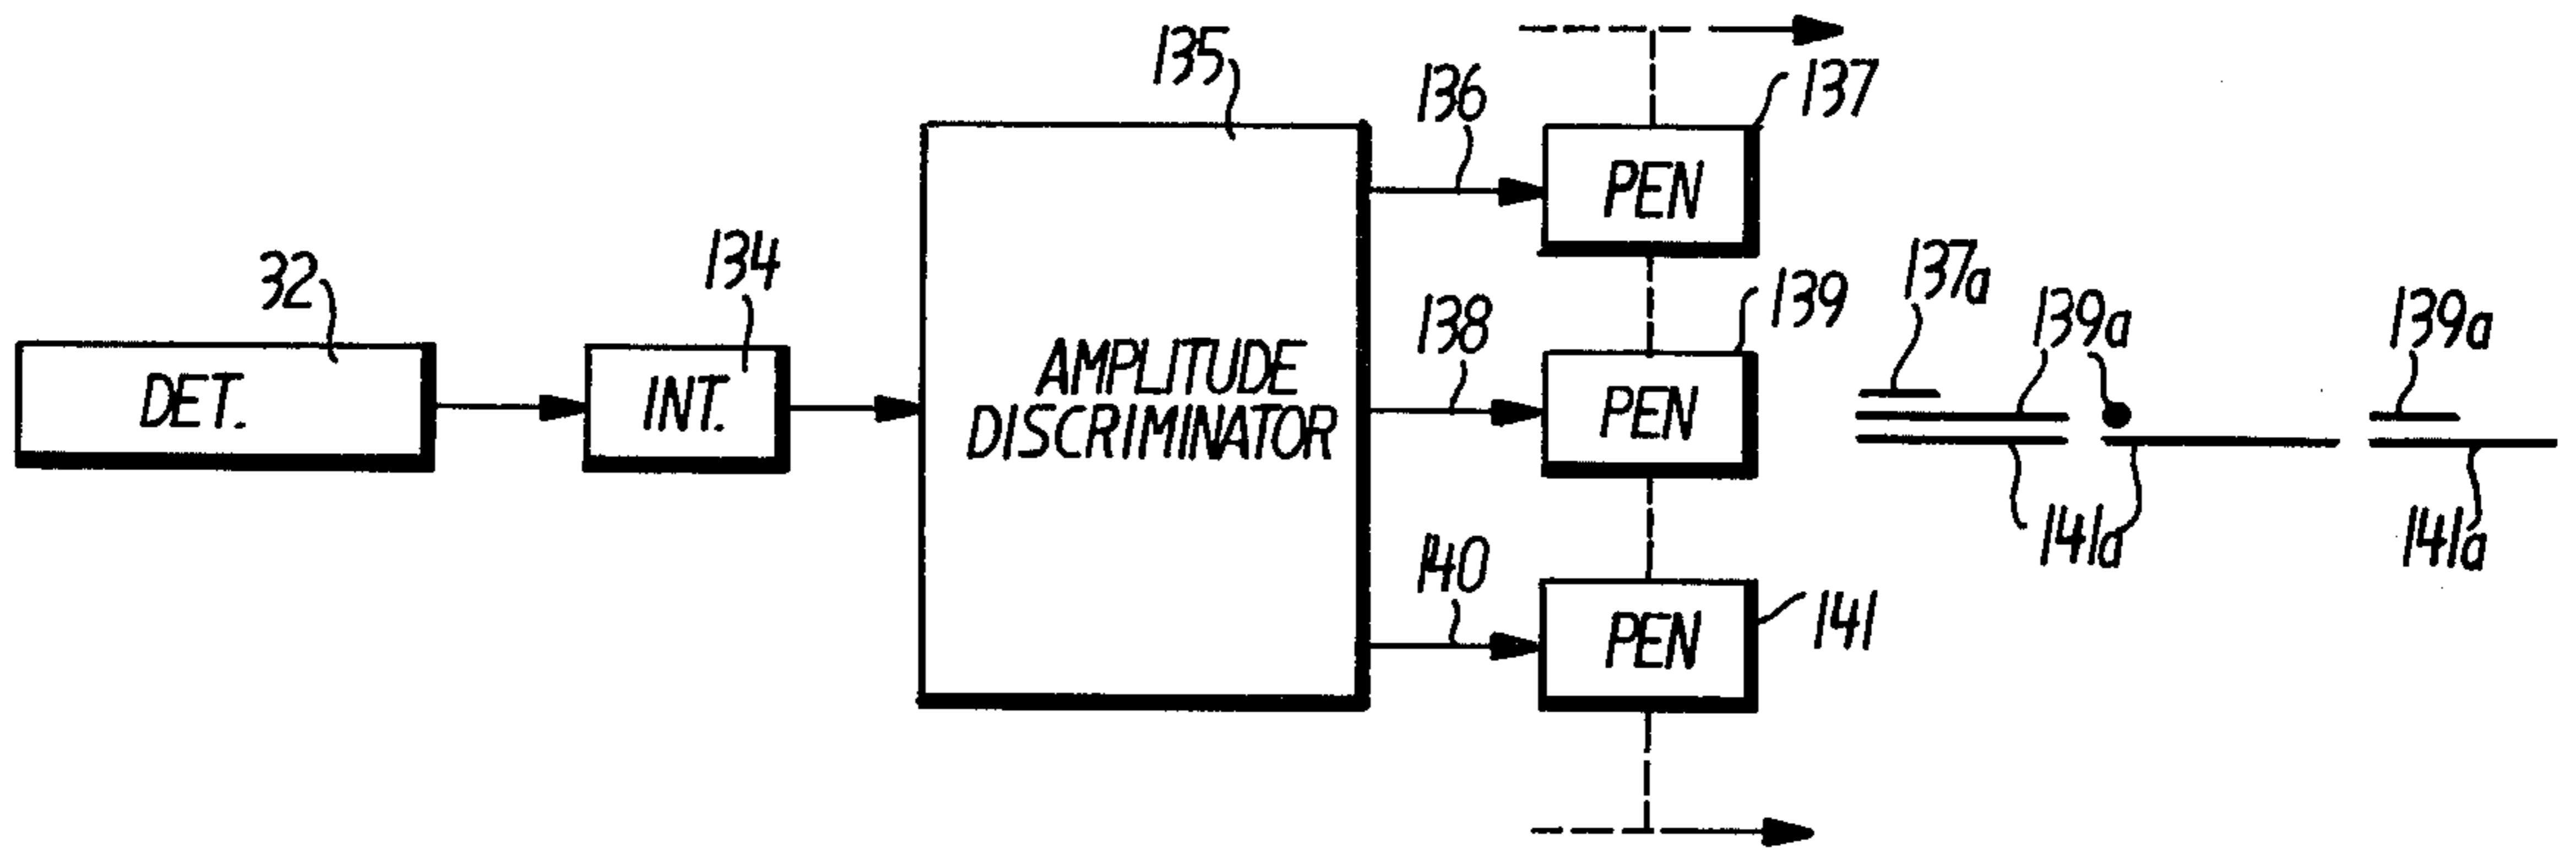 135
136
137
PEN
32
134
138
139
137a
139a
139a
DET.
INT.
AMPLITUDE
DISCRIMINATOR
PEN
140
141
141a
141a
PEN